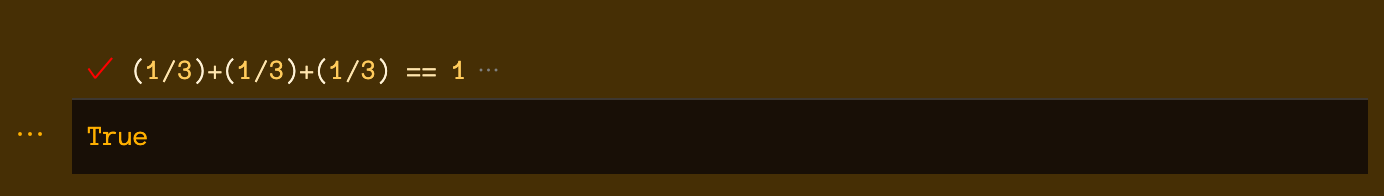 ✓ (1/3)+(1/3)+(1/3) == 1 ···
··· True